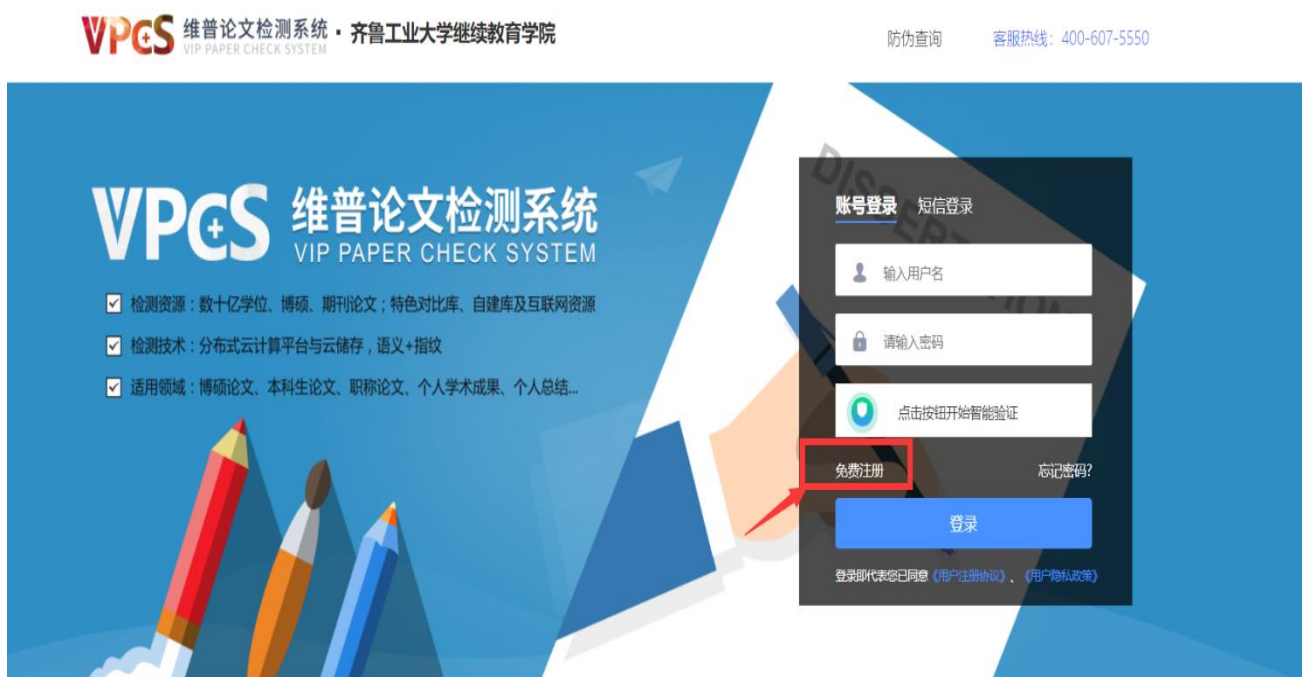 VPCS 维普论文检测系统 · 齐鲁工业大学继续教育学院
VIP PAPER CHECK SYSTEM
防伪查询 客服热线：400-607-5550
VPCS 维普论文检测系统
VIP PAPER CHECK SYSTEM
检测资源：数十亿学位、博硕、期刊论文；特色对比库、自建库及互联网资源
检测技术：分布式云计算平台与云储存，语义+指纹
适用领域：博硕论文、本科生论文、职称论文、个人学术成果、个人总结...
DISSERTATION
账号登录 短信登录
输入用户名
请输入密码
点击按钮开始智能验证
免费注册 忘记密码?
登录
登录即代表您已同意《用户注册协议》、《用户隐私政策》